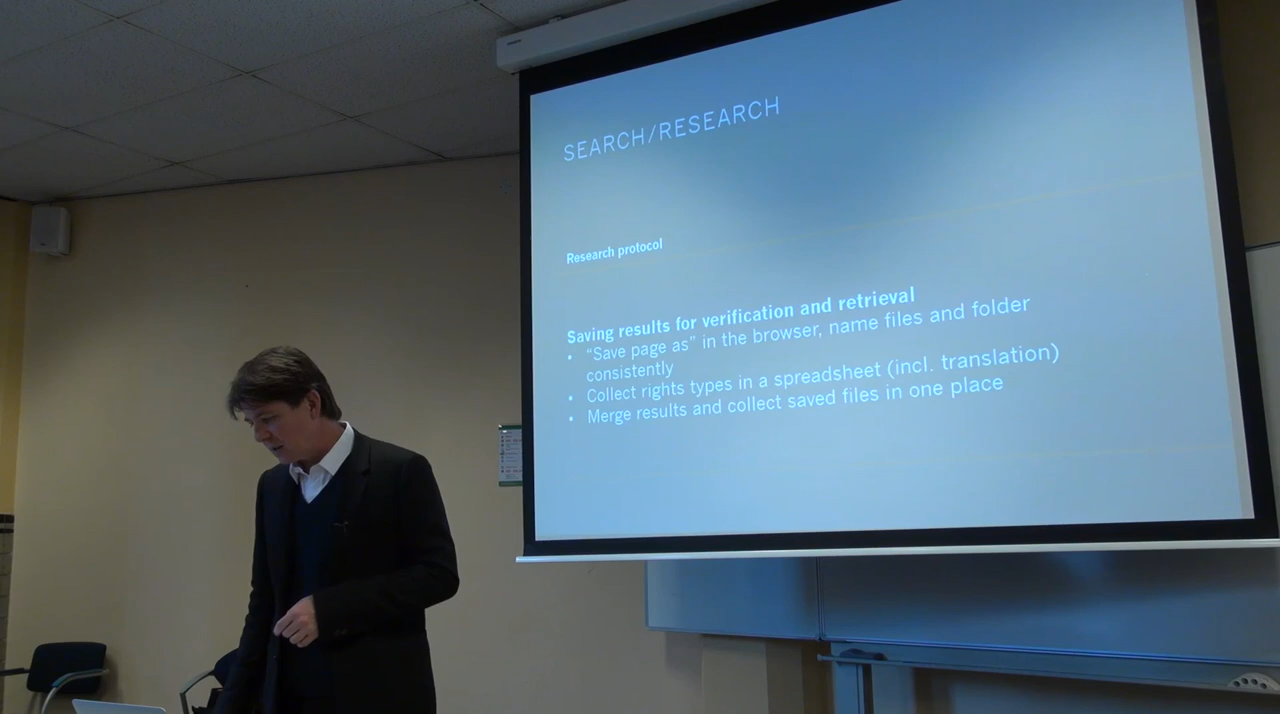 SEARCH/RESEARCH
Research protocol
Saving results for verification and retrieval
• “Save page as” in the browser, name files and folder
consistently
• Collect rights types in a spreadsheet (incl. translation)
• Merge results and collect saved files in one place